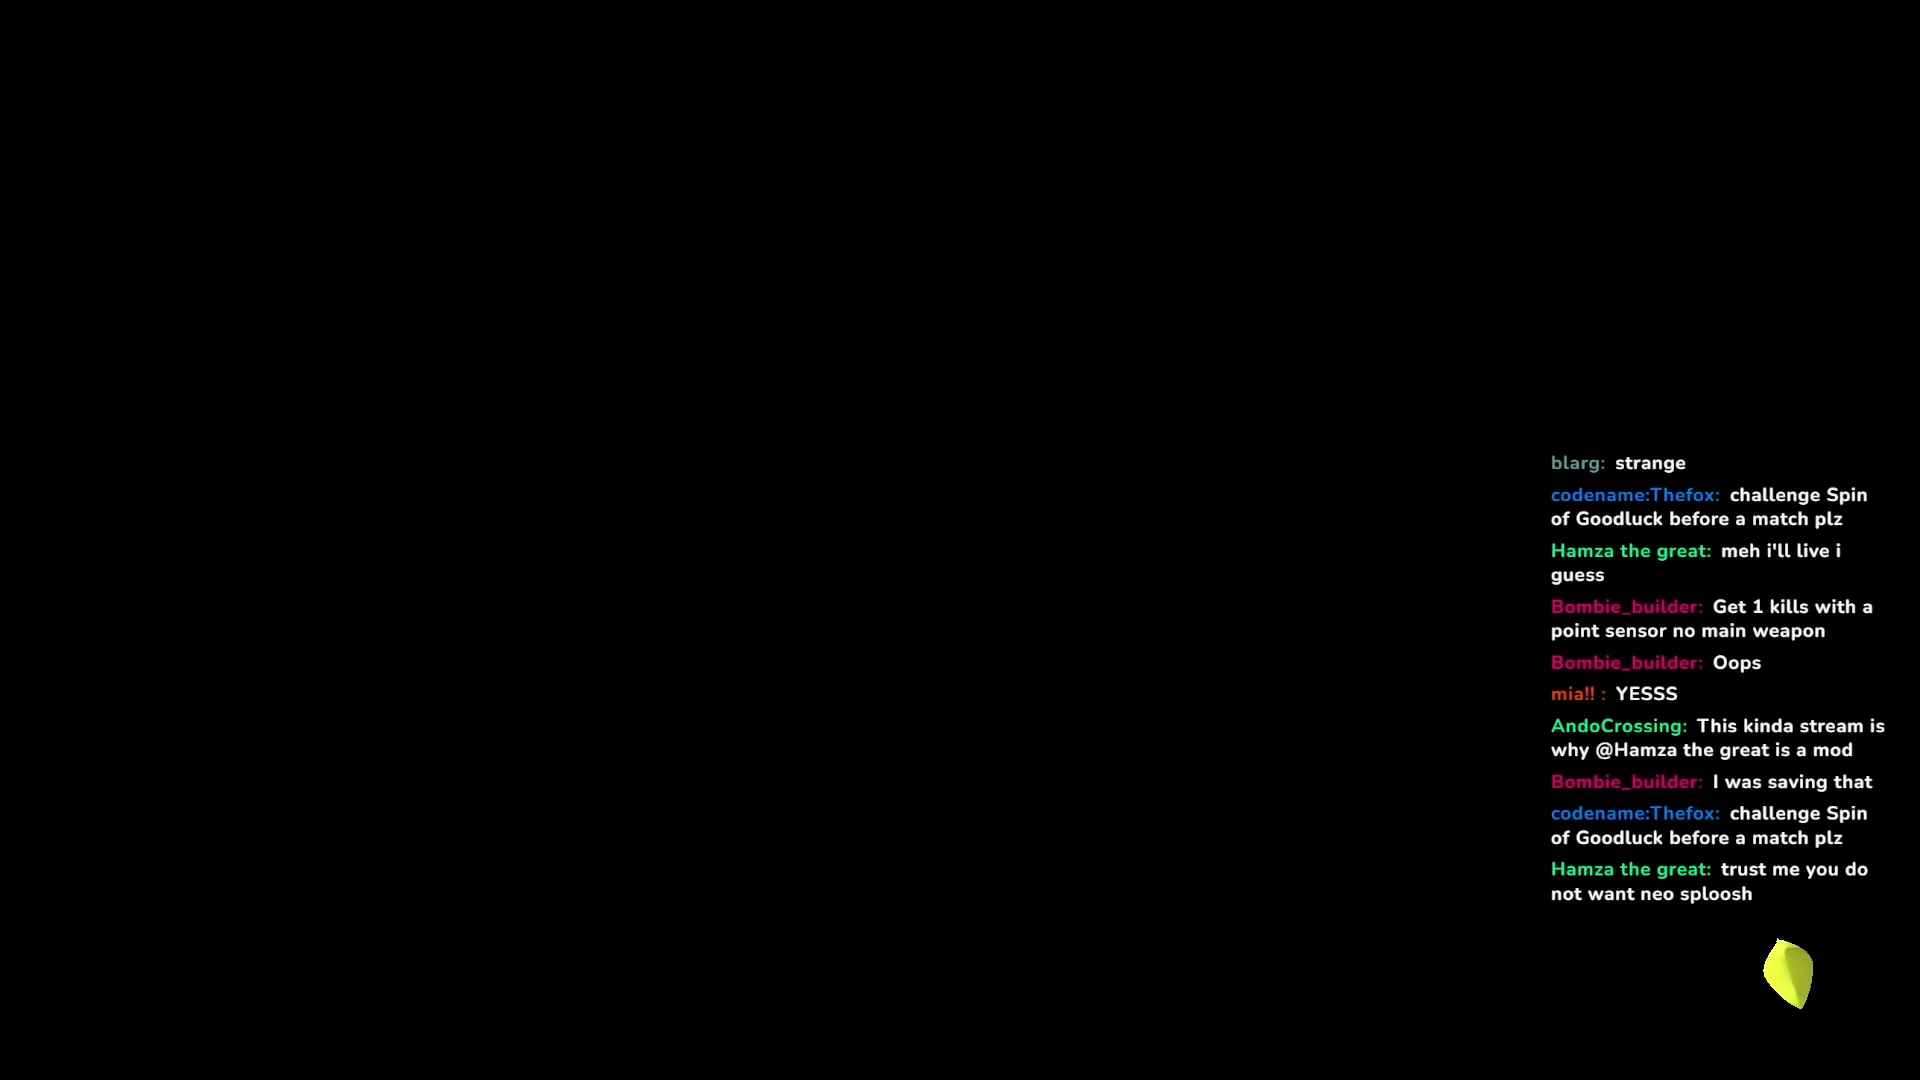 blarg: strange
codename:Thefox: challenge Spin
of Goodluck before a match plz
Hamza the great: meh i'll live i
guess
Bombie_builder: Get 1 kills with a
point sensor no main weapon
Bombie_builder: Oops
mia!! : YESSS
AndoCrossing: This kinda stream is
why @Hamza the great is a mod
Bombie_builder: I was saving that
codename:Thefox: challenge Spin
of Goodluck before a match plz
Hamza the great: trust me you do
not want neo sploosh